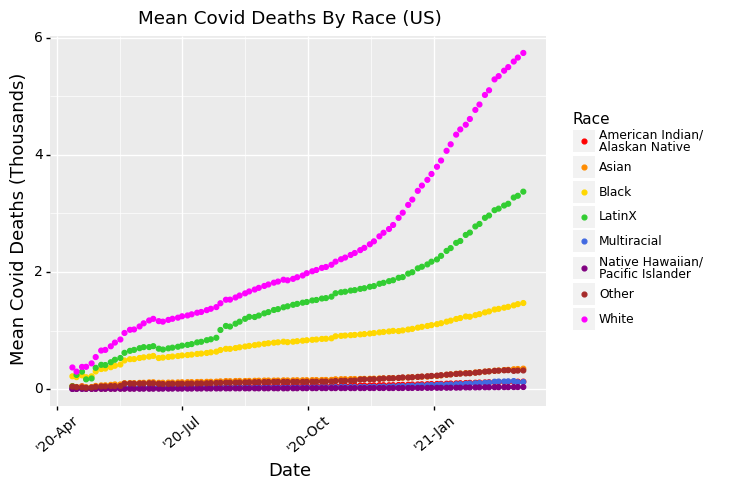 Mean Covid Deaths By Race (US)
Mean Covid Deaths (Thousands)
6
4
2
0
'20-Apr
'20-Jul
'20-Oct
'21-Jan
Date
Race
American Indian/
Alaskan Native
Asian
Black
LatinX
Multiracial
Native Hawaiian/
Pacific Islander
Other
White